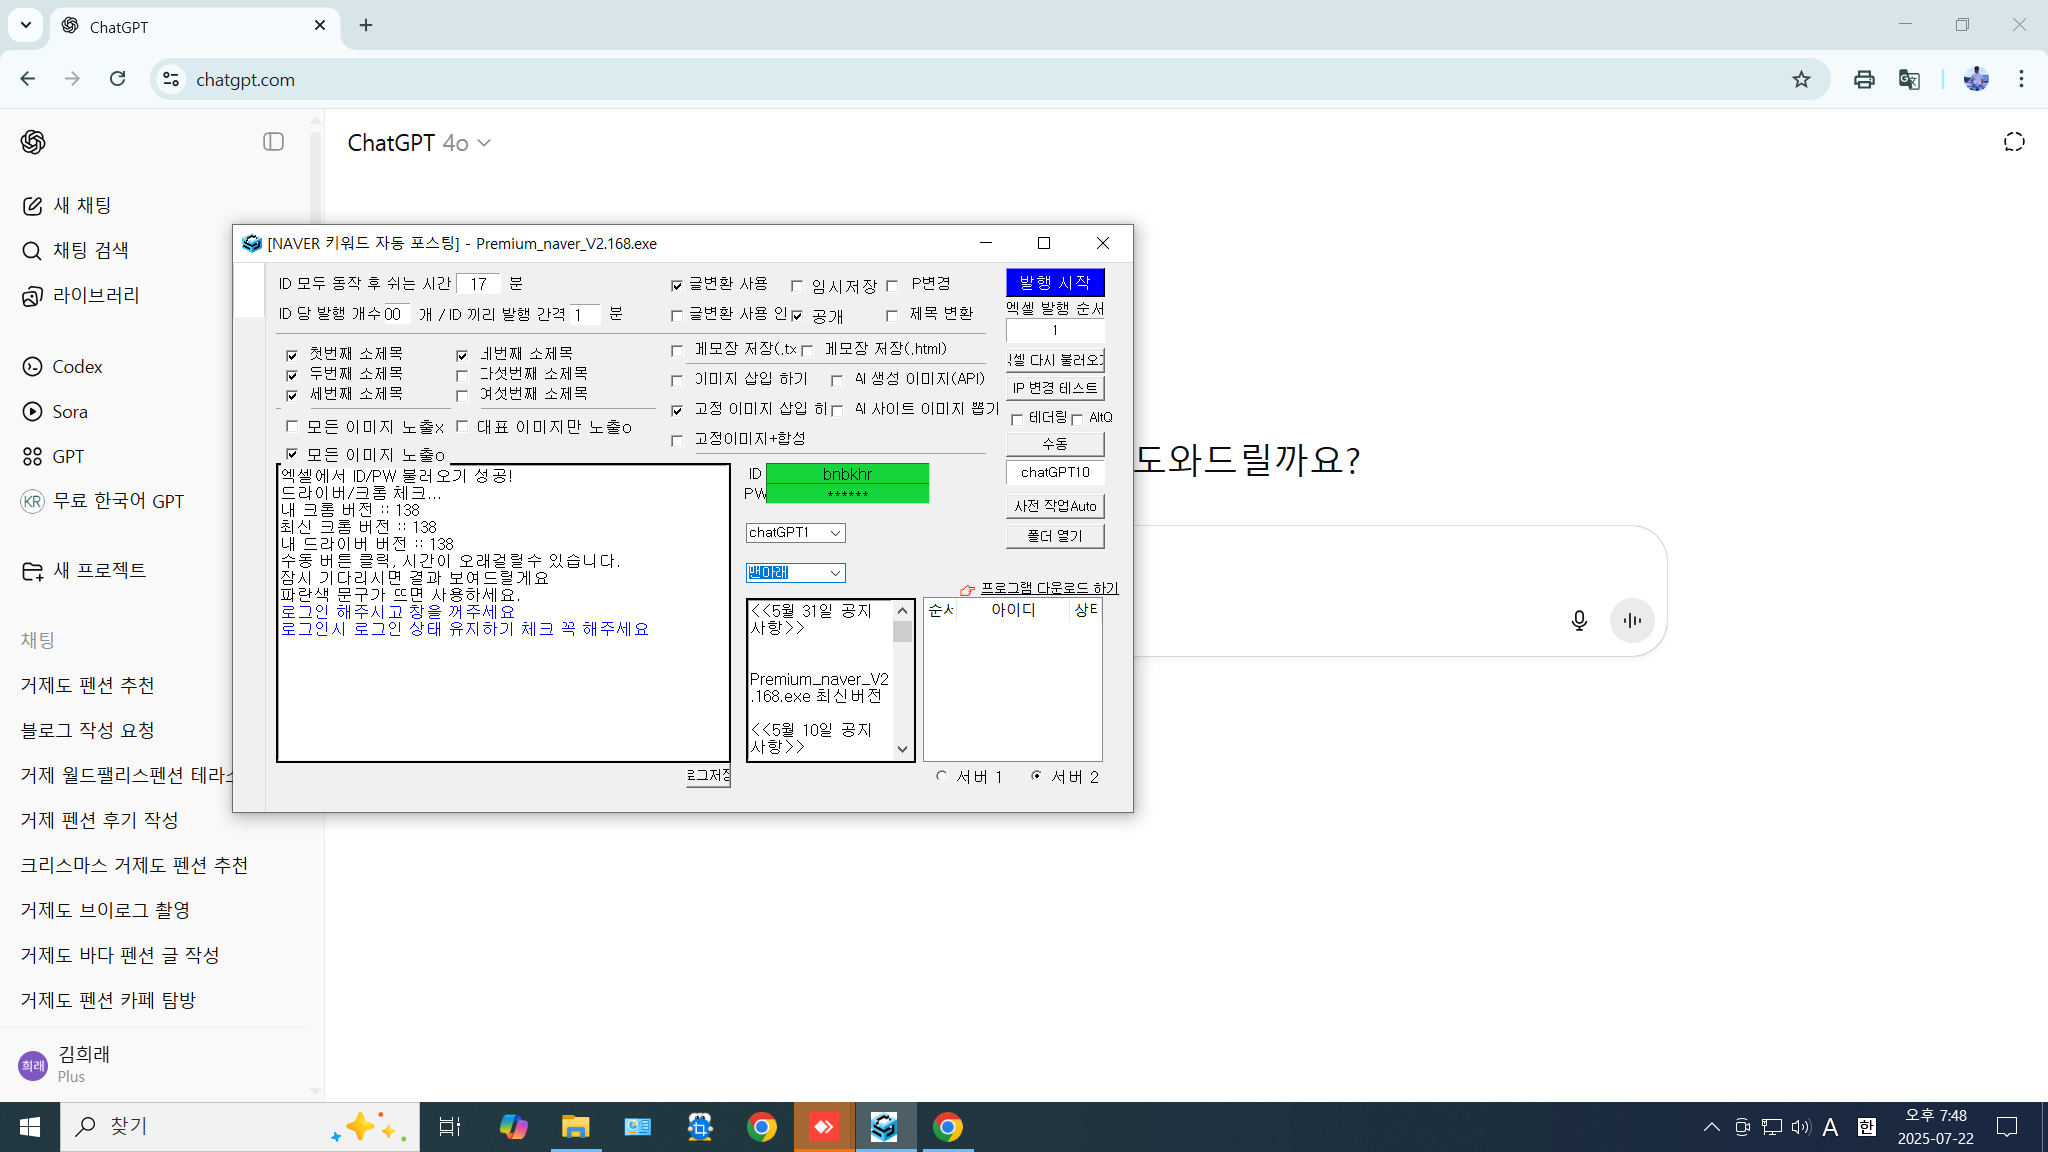 ChatGPT
chatgpt.com
ChatGPT 4o
새 채팅
채팅 검색
라이브러리
Codex
Sora
GPT
KR 무료 한국어 GPT
새 프로젝트
채팅
거제도 펜션 추천
블로그 작성 요청
거제 월드팰리스펜션 테라스
거제 펜션 후기 작성
크리스마스 거제도 펜션 추천
거제도 브이로그 촬영
거제도 바다 펜션 글 작성
거제도 펜션 카페 탐방
희래 김희래
Plus
도와드릴까요?
[NAVER 키워드 자동 포스팅] - Premium_naver_V2.168.exe
ID 모두 동작 후 쉬는 시간 17 분
ID 당 발행 개수 00 개 / ID 끼리 발행 간격 1 분
글변환 사용 임시저장 IP변경
글변환 사용 인 공개 제목 변환
첫번째 소제목 네번째 소제목
두번째 소제목 다섯번째 소제목
세번째 소제목 여섯번째 소제목
모든 이미지 노출x 대표 이미지만 노출o
모든 이미지 노출o
메모장 저장(.tx 메모장 저장(.html)
이미지 삽입 하기 AI 생성 이미지(API)
고정 이미지 삽입 하 AI 사이트 이미지 뽑기
고정이미지+합성
발행 시작
엑셀 발행 순서
1
엑셀 다시 불러오기
IP 변경 테스트
테더링 AltQ
수동
chatGPT10
사전 작업Auto
폴더 열기
엑셀에서 ID/PW 불러오기 성공!
드라이버/크롬 체크...
내 크롬 버전 :: 138
최신 크롬 버전 :: 138
내 드라이버 버전 :: 138
수동 버튼 클릭, 시간이 오래걸릴수 있습니다.
잠시 기다리시면 결과 보여드릴게요
파란색 문구가 뜨면 사용하세요.
로그인 해주시고 창을 꺼주세요
로그인시 로그인 상태 유지하기 체크 꼭 해주세요
로그저장
ID bnbkhr
PW ******
chatGPT1
맨아래
프로그램 다운로드 하기
<<5월 31일 공지
사항>>
Premium_naver_V2
.168.exe 최신버전
<<5월 10일 공지
사항>>
순서 아이디 상태
서버 1 서버 2
찾기
A 한
오후 7:48
2025-07-22